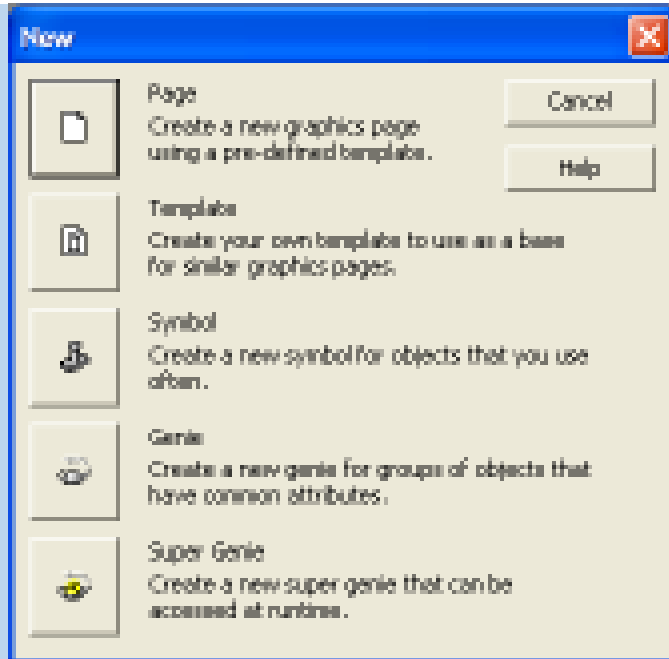 New
Page
Create a new graphics page
using a pre-defined template.
Cancel
Help
Template
Create your own template to use as a base
for similar graphics pages.
Symbol
Create a new symbol for objects that you use
often.
Genie
Create a new genie for groups of objects that
have common attributes.
Super Genie
Create a new super genie that can be
accessed at runtime.